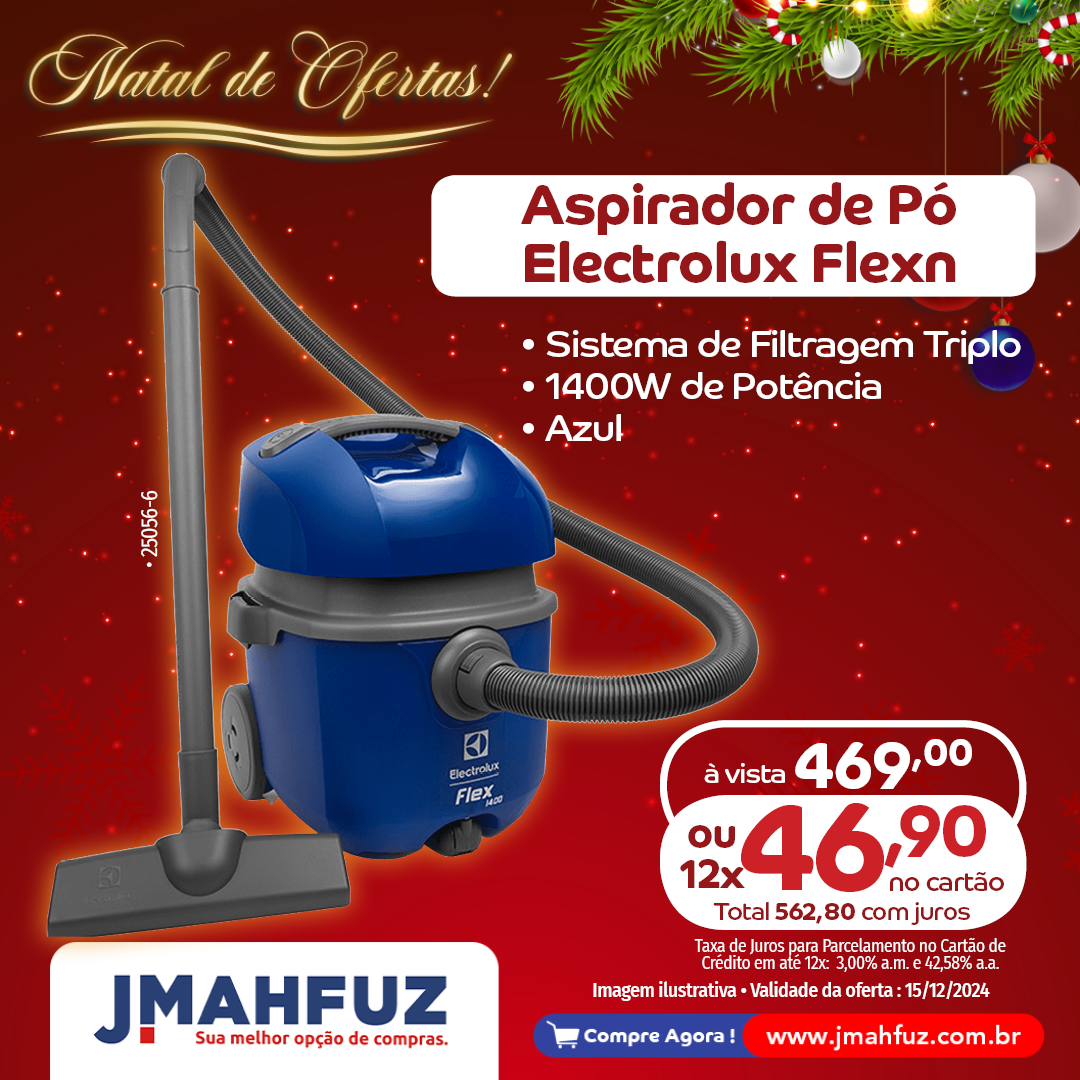 Natal de Ofertas!
Aspirador de Pó
Electrolux Flexn
• Sistema de Filtragem Triplo
• 1400W de Potência
• Azul
• 25056-6
Electrolux
Flex
1400
à vista 469,00
ou
12x 46,90
no cartão
Total 562,80 com juros
Taxa de Juros para Parcelamento no Cartão de
Crédito em até 12x: 3,00% a.m. e 42,58% a.a.
Imagem ilustrativa • Validade da oferta : 15/12/2024
JMAHFUZ
Sua melhor opção de compras.
Compre Agora !
www.jmahfuz.com.br